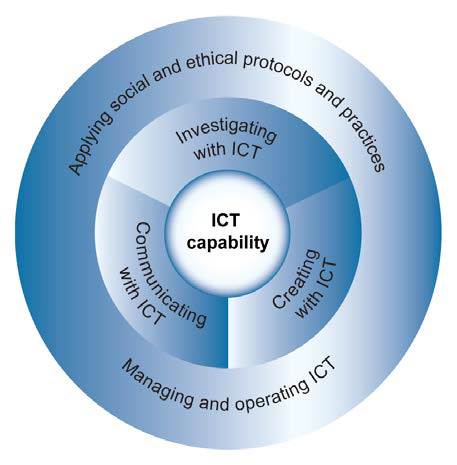 Applying social and ethical protocols and practices
Investigating
with ICT
ICT
capability
Communicating
with ICT
Creating
with ICT
Managing and operating ICT